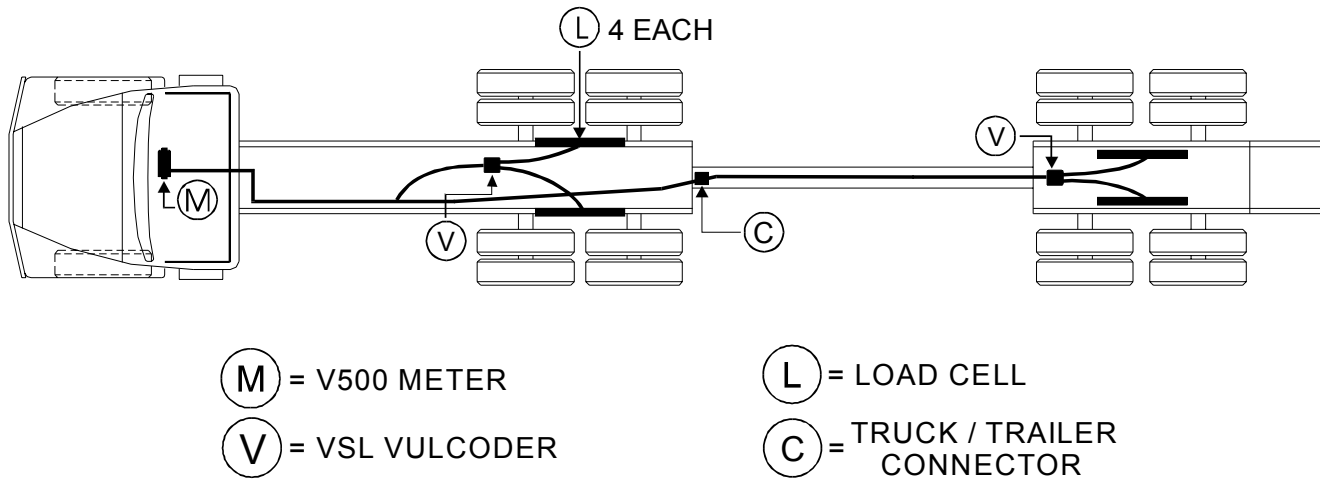 L 4 EACH
V
M
V
C
M = V500 METER
L = LOAD CELL
V = VSL VULCODER
C = TRUCK / TRAILER
CONNECTOR